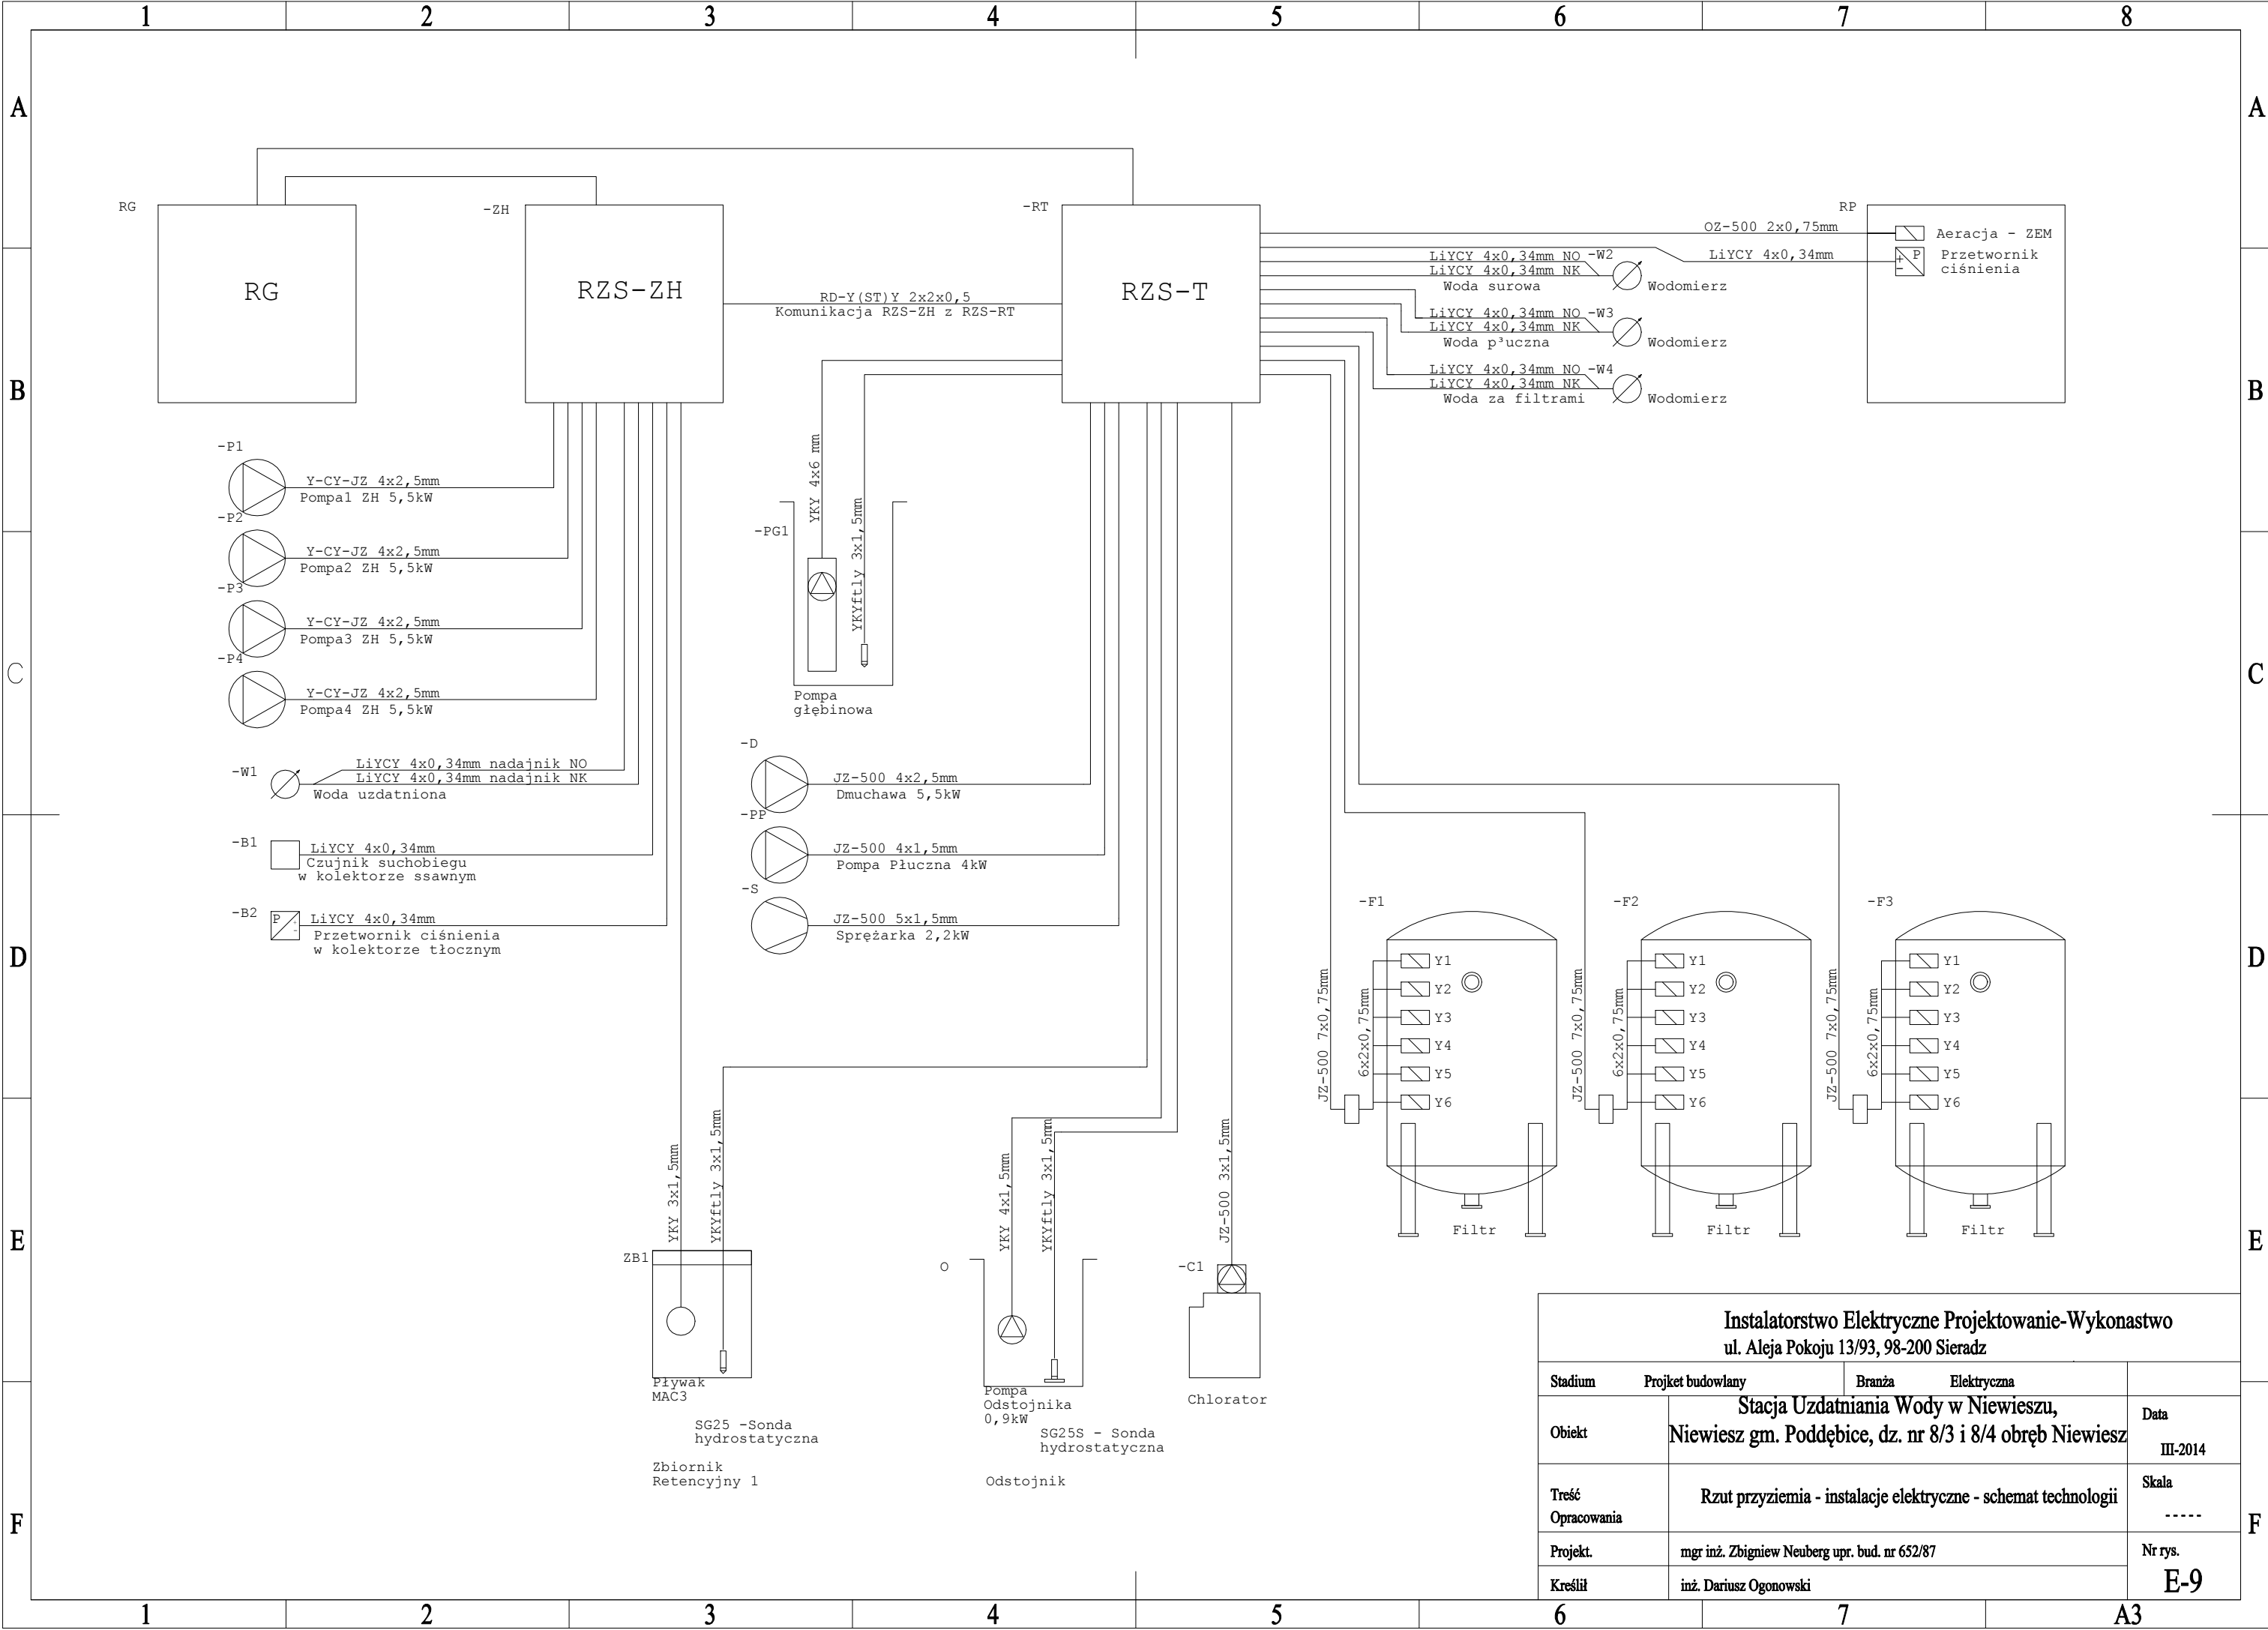 1 2 3 4 5 6 7 8
A A
B B
C C
D D
E E
F F
RG
RG
-ZH
RZS-ZH
RD-Y(ST)Y 2x2x0,5
Komunikacja RZS-ZH z RZS-RT
-RT
RZS-T
OZ-500 2x0,75mm
LiYCY 4x0,34mm
RP
Aeracja - ZEM
P
+
-
Przetwornik
ciśnienia
LiYCY 4x0,34mm NO -W2
LiYCY 4x0,34mm NK
Woda surowa
Wodomierz
LiYCY 4x0,34mm NO -W3
LiYCY 4x0,34mm NK
Woda p³uczna
Wodomierz
LiYCY 4x0,34mm NO -W4
LiYCY 4x0,34mm NK
Woda za filtrami
Wodomierz
-P1
Y-CY-JZ 4x2,5mm
Pompa1 ZH 5,5kW
-P2
Y-CY-JZ 4x2,5mm
Pompa2 ZH 5,5kW
-P3
Y-CY-JZ 4x2,5mm
Pompa3 ZH 5,5kW
-P4
Y-CY-JZ 4x2,5mm
Pompa4 ZH 5,5kW
-W1
LiYCY 4x0,34mm nadajnik NO
LiYCY 4x0,34mm nadajnik NK
Woda uzdatniona
-B1
LiYCY 4x0,34mm
Czujnik suchobiegu
w kolektorze ssawnym
-B2
P
LiYCY 4x0,34mm
Przetwornik ciśnienia
w kolektorze tłocznym
YKY 4x6 mm
YKYftly 3x1,5mm
-PG1
Pompa
głębinowa
-D
JZ-500 4x2,5mm
Dmuchawa 5,5kW
-PP
JZ-500 4x1,5mm
Pompa Płuczna 4kW
-S
JZ-500 5x1,5mm
Sprężarka 2,2kW
-F1
JZ-500 7x0,75mm
6x2x0,75mm
Y1
Y2
Y3
Y4
Y5
Y6
Filtr
-F2
JZ-500 7x0,75mm
6x2x0,75mm
Y1
Y2
Y3
Y4
Y5
Y6
Filtr
-F3
JZ-500 7x0,75mm
6x2x0,75mm
Y1
Y2
Y3
Y4
Y5
Y6
Filtr
YKY 3x1,5mm
YKYftly 3x1,5mm
ZB1
Pływak
MAC3
SG25 -Sonda
hydrostatyczna
Zbiornik
Retencyjny 1
YKY 4x1,5mm
YKYftly 3x1,5mm
O
Pompa
Odstojnika
0,9kW
SG25S - Sonda
hydrostatyczna
Odstojnik
JZ-500 3x1,5mm
-C1
Chlorator
Instalatorstwo Elektryczne Projektowanie-Wykonastwo
ul. Aleja Pokoju 13/93, 98-200 Sieradz
Stadium Projket budowlany Branża Elektryczna
Obiekt
Stacja Uzdatniania Wody w Niewieszu,
Niewiesz gm. Poddębice, dz. nr 8/3 i 8/4 obręb Niewiesz
Data
III-2014
Treść
Opracowania
Rzut przyziemia - instalacje elektryczne - schemat technologii
Skala
-----
Projekt. mgr inż. Zbigniew Neuberg upr. bud. nr 652/87
Nr rys.
E-9
Kreślił inż. Dariusz Ogonowski
1 2 3 4 5 6 7 A3